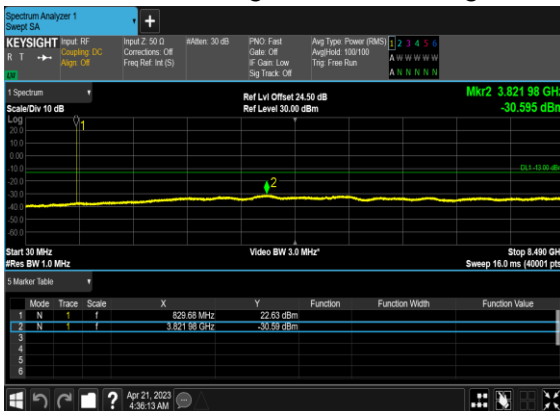 Spectrum Analyzer 1
Swept SA
+
KEYSIGHT Input: RF Input Z: 50 Ω #Atten: 30 dB PNO: Fast Avg Type: Power (RMS) 1 2 3 4 5 6
R T Coupling: DC Corrections: Off Gate: Off Avg|Hold: 100/100 A W W W W W
Align: Off Freq Ref: Int (S) IF Gain: Low Trig: Free Run
LV Sig Track: Off A N N N N N
1 Spectrum Ref Lvl Offset 24.50 dB Mkr2 3.821 98 GHz
Scale/Div 10 dB Ref Level 30.00 dBm -30.595 dBm
Log
20.0
10.0
0.00
-10.0
DL1 -13.00 dBm
-20.0
-30.0
-40.0
-50.0
-60.0
1
2
Start 30 MHz Video BW 3.0 MHz* Stop 8.490 GHz
#Res BW 1.0 MHz Sweep 16.0 ms (40001 pts)
5 Marker Table
Mode Trace Scale X Y Function Function Width Function Value
1 N 1 f 829.68 MHz 22.63 dBm
2 N 1 f 3.821 98 GHz -30.59 dBm
3
4
5
6
? Apr 21, 2023
4:36:13 AM